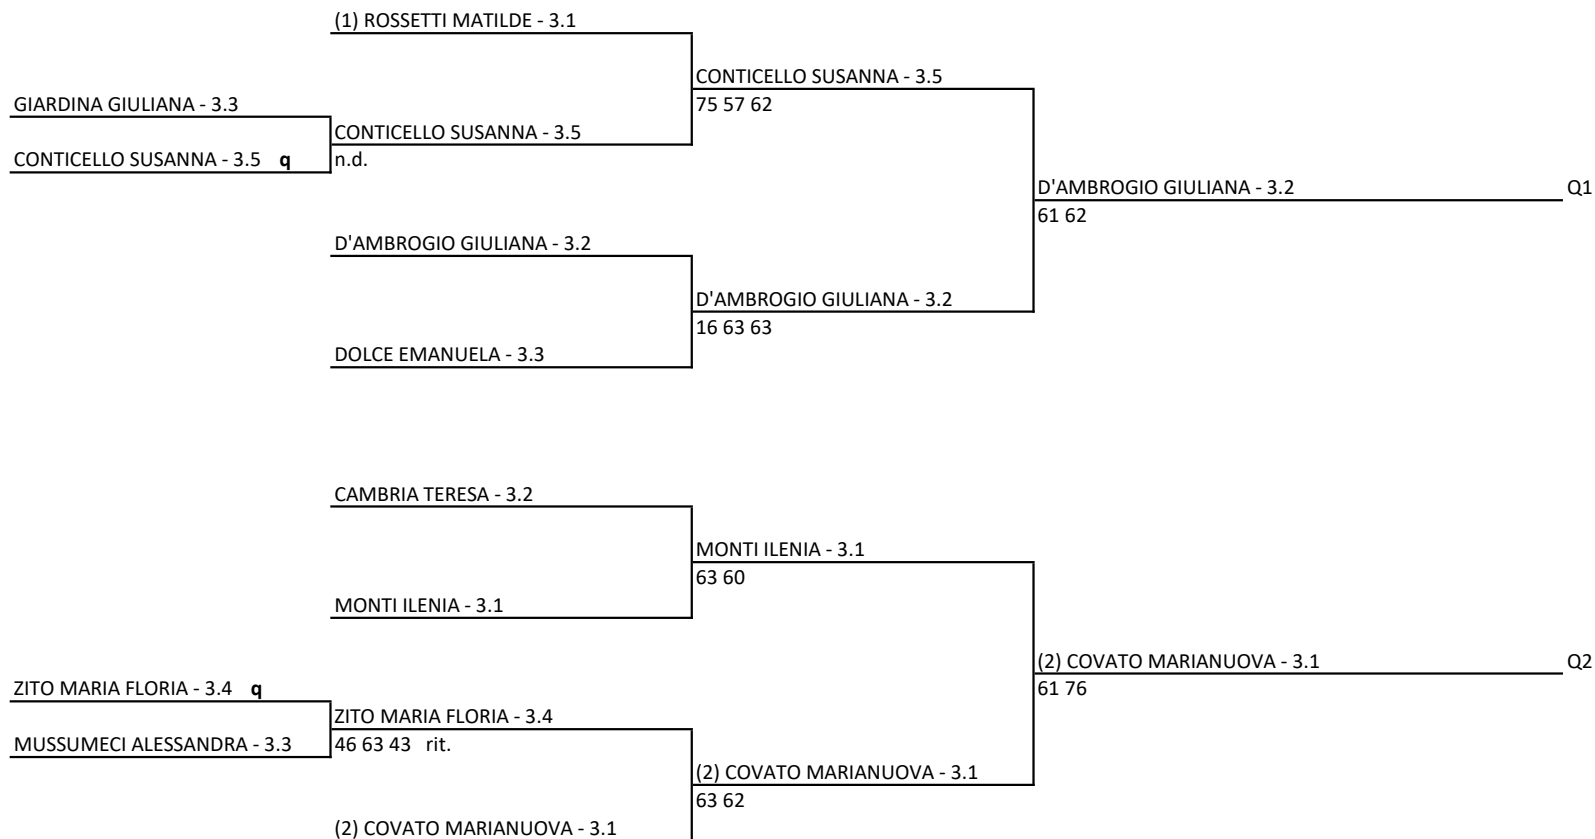 (1) ROSSETTI MATILDE - 3.1
CONTICELLO SUSANNA - 3.5
GIARDINA GIULIANA - 3.3
75 57 62
CONTICELLO SUSANNA - 3.5
CONTICELLO SUSANNA - 3.5 q
n.d.
D'AMBROGIO GIULIANA - 3.2
Q1
61 62
D'AMBROGIO GIULIANA - 3.2
D'AMBROGIO GIULIANA - 3.2
16 63 63
DOLCE EMANUELA - 3.3
CAMBRIA TERESA - 3.2
MONTI ILENIA - 3.1
63 60
MONTI ILENIA - 3.1
(2) COVATO MARIANUOVA - 3.1
Q2
ZITO MARIA FLORIA - 3.4 q
61 76
ZITO MARIA FLORIA - 3.4
MUSSUMECI ALESSANDRA - 3.3
46 63 43 rit.
(2) COVATO MARIANUOVA - 3.1
63 62
(2) COVATO MARIANUOVA - 3.1